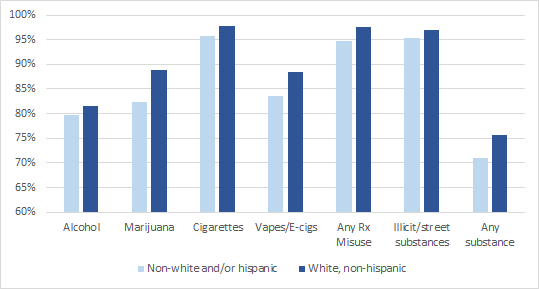 100%
95%
90%
85%
80%
75%
70%
65%
60%
Alcohol
Marijuana
Cigarettes
Vapes/E-cigs
Any Rx
Misuse
Illicit/street
substances
Any
substance
Non-white and/or hispanic
White, non-hispanic